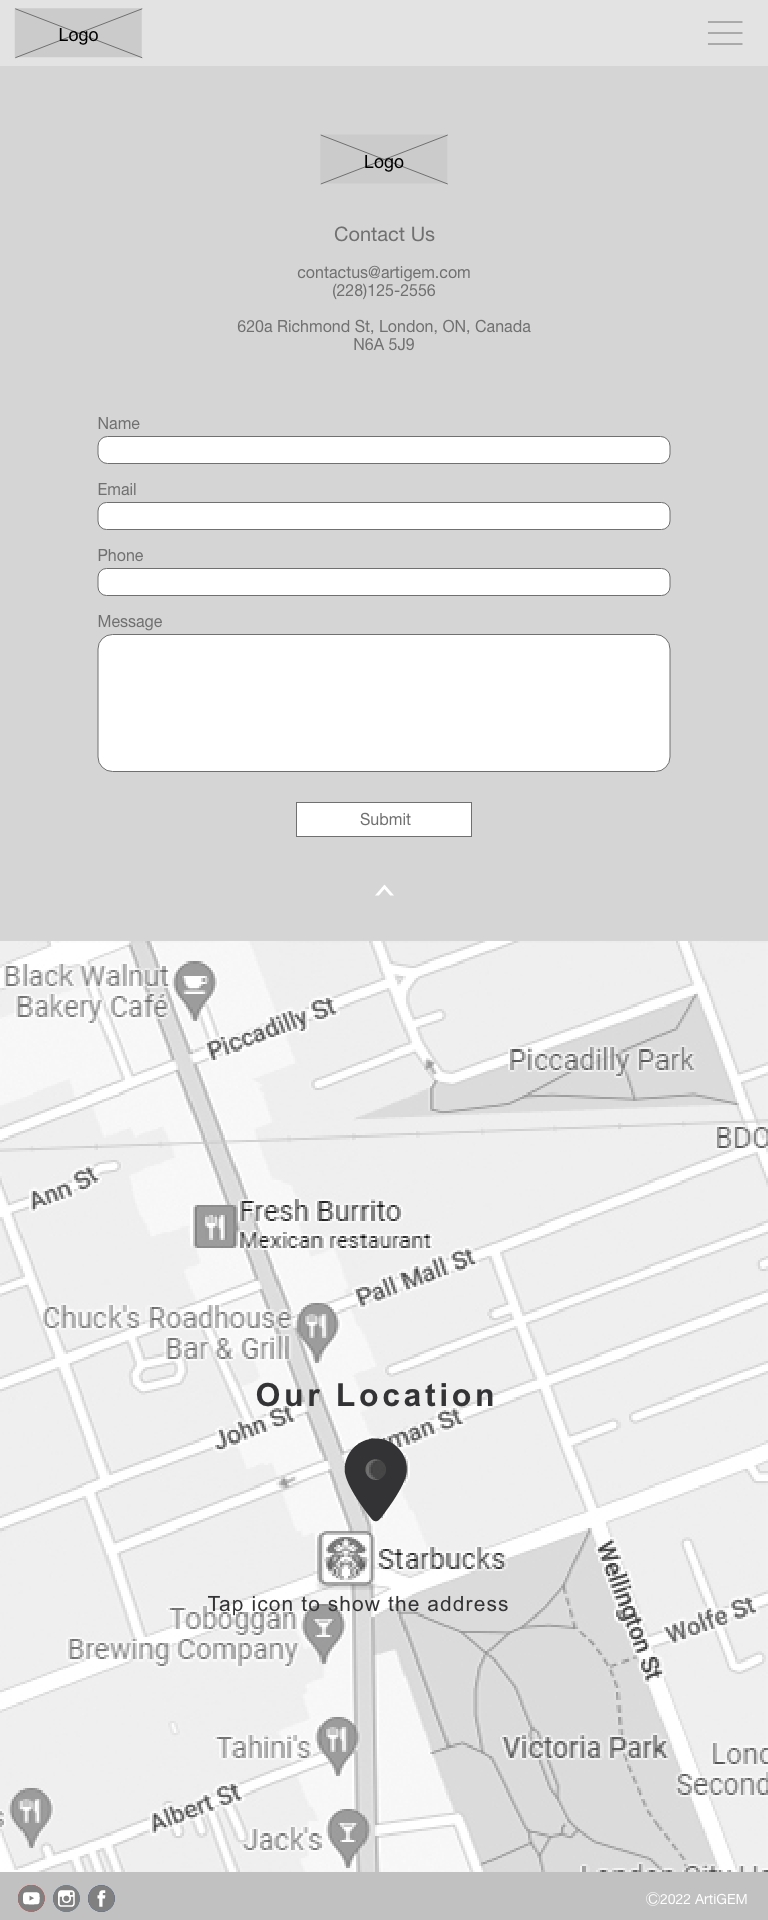 Logo
Logo
Contact Us
contactus@artigem.com
(228)125-2556
620a Richmond St, London, ON, Canada
N6A 5J9
Name
Email
Phone
Message
Submit
Black Walnut
Bakery Café
Piccadilly St
Piccadilly Park
BDO
Ann St
Fresh Burrito
Mexican restaurant
Pall Mall St
Chuck's Roadhouse
Bar & Grill
Our Location
John St
man St
Starbucks
Wellington St
Tap icon to show the address
Toboggan
Brewing Company
Wolfe St
Tahini's
Victoria Park
Lond
Second
Albert St
Jack's
London City Ha
©2022 ArtiGEM